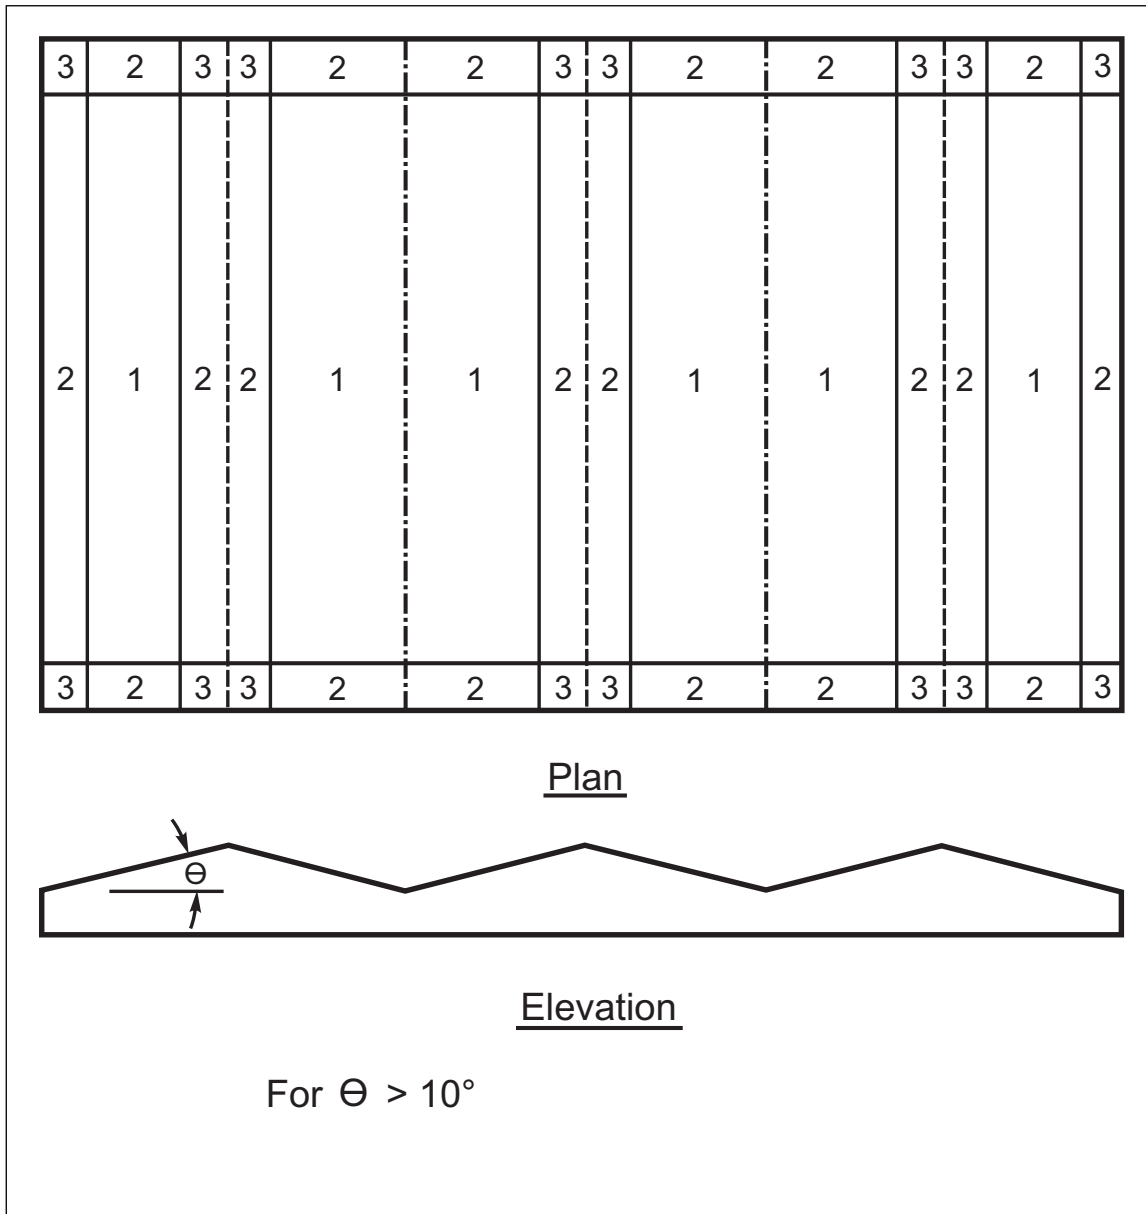 3 2 3 3 2 2 3 3 2 2 3 3 2 3
2 1 2 2 1 1 2 2 1 1 2 2 1 2
3 2 3 3 2 2 3 3 2 2 3 3 2 3
Plan
Θ
Elevation
For Θ > 10°